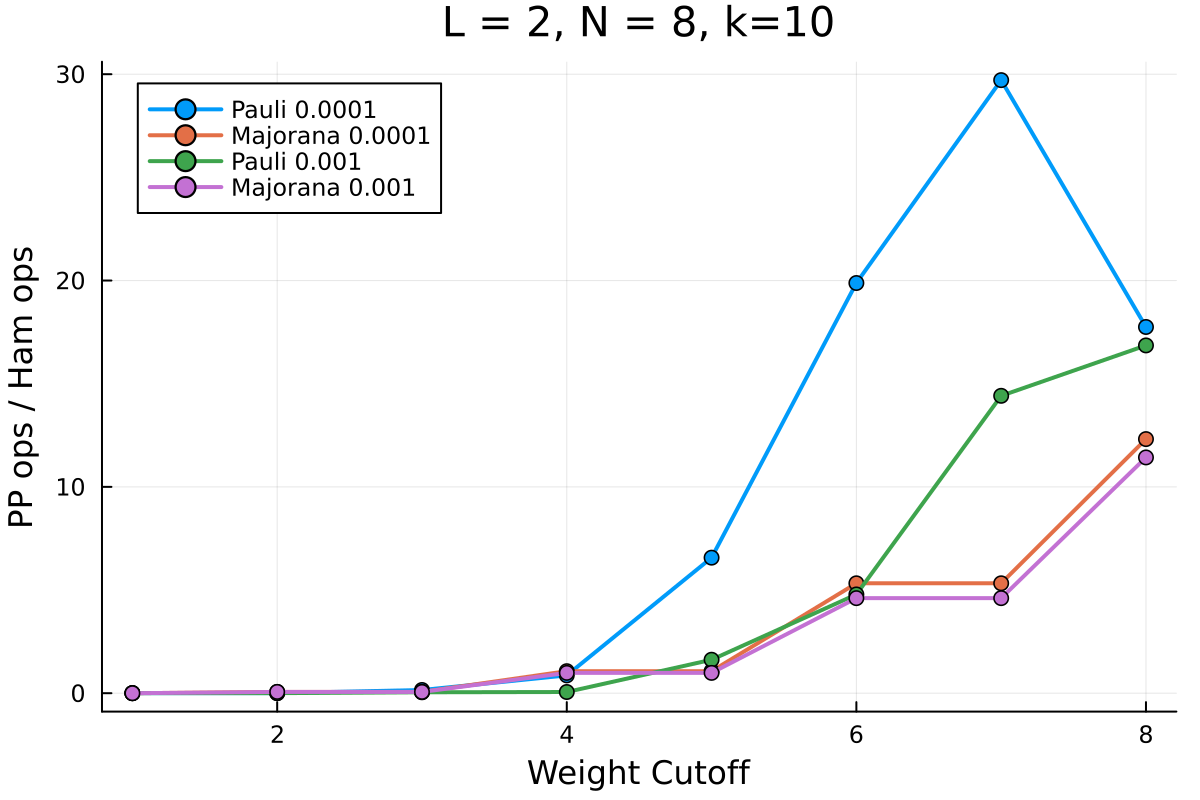 L = 2, N = 8, k=10
30
20
10
0
PP ops / Ham ops
Pauli 0.0001
Majorana 0.0001
Pauli 0.001
Majorana 0.001
2 4 6 8
Weight Cutoff